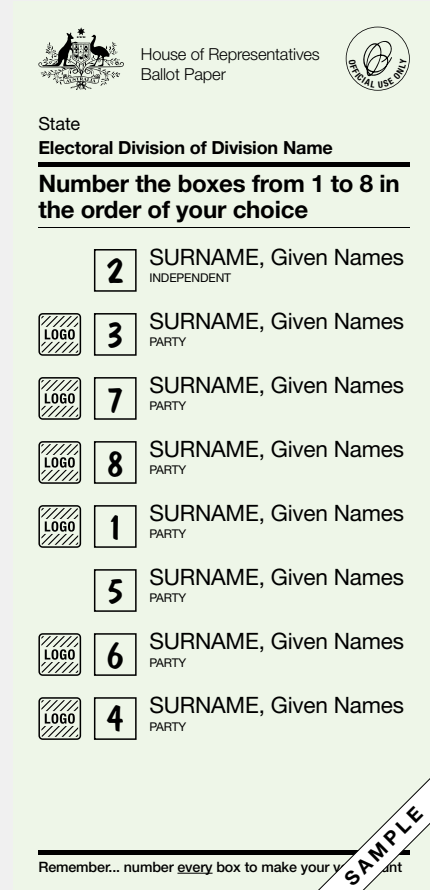 House of Representatives
Ballot Paper
OFFICIAL USE ONLY
State
Electoral Division of Division Name
Number the boxes from 1 to 8 in
the order of your choice
2 SURNAME, Given Names
INDEPENDENT
LOGO 3 SURNAME, Given Names
PARTY
LOGO 7 SURNAME, Given Names
PARTY
LOGO 8 SURNAME, Given Names
PARTY
LOGO 1 SURNAME, Given Names
PARTY
5 SURNAME, Given Names
PARTY
LOGO 6 SURNAME, Given Names
PARTY
LOGO 4 SURNAME, Given Names
PARTY
Remember... number every box to make your
SAMPLE